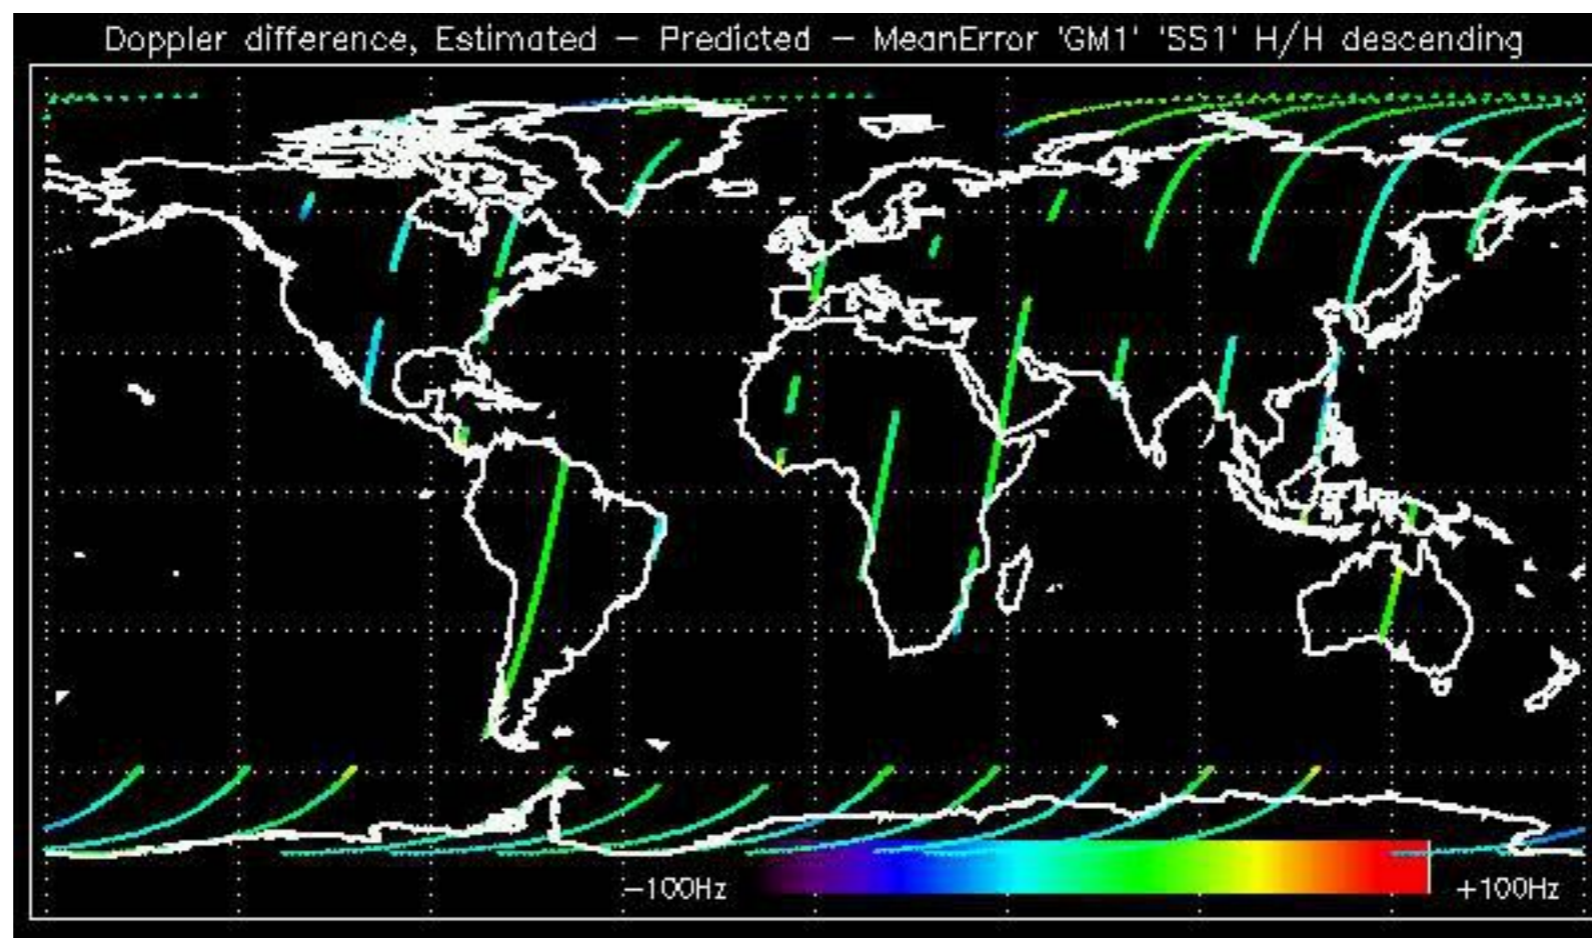 Doppler difference, Estimated – Predicted – MeanError 'GM1' 'SS1' H/H descending
–100Hz
+100Hz